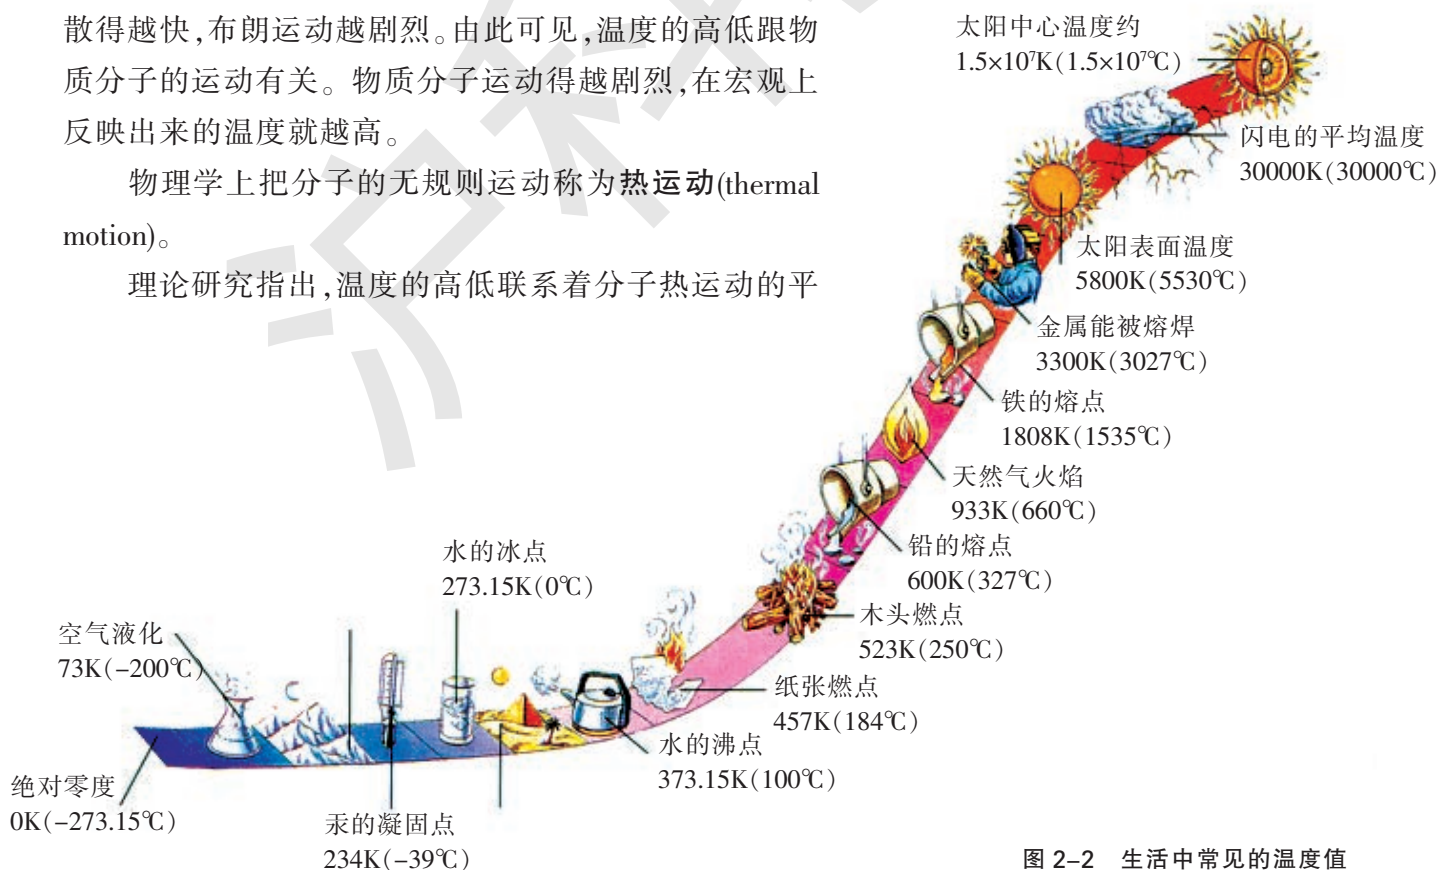 散得越快,布朗运动越剧烈。由此可见,温度的高低跟物
质分子的运动有关。物质分子运动得越剧烈,在宏观上
反映出来的温度就越高。
物理学上把分子的无规则运动称为热运动(thermal
motion)。
理论研究指出,温度的高低联系着分子热运动的平
太阳中心温度约
1.5×10⁷K(1.5×10⁷℃)
闪电的平均温度
30000K(30000℃)
太阳表面温度
5800K(5530℃)
金属能被熔焊
3300K(3027℃)
铁的熔点
1808K(1535℃)
天然气火焰
933K(660℃)
铅的熔点
600K(327℃)
木头燃点
523K(250℃)
纸张燃点
457K(184℃)
水的沸点
373.15K(100℃)
水的冰点
273.15K(0℃)
空气液化
73K(-200℃)
绝对零度
0K(-273.15℃)
汞的凝固点
234K(-39℃)
图 2-2 生活中常见的温度值
沪科